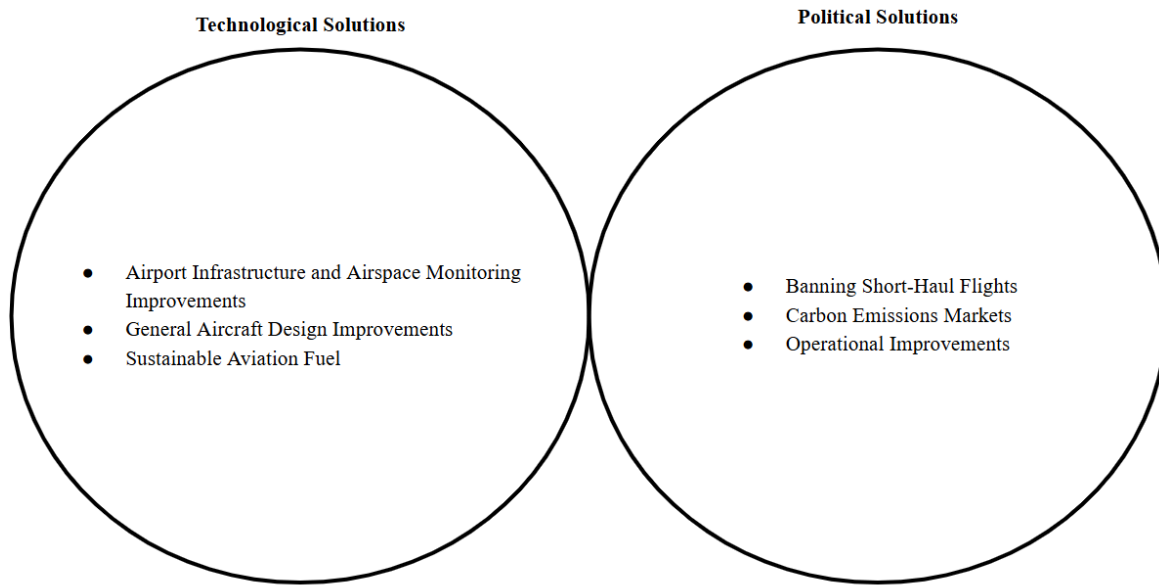 Technological Solutions
Political Solutions
● Airport Infrastructure and Airspace Monitoring
Improvements
● General Aircraft Design Improvements
● Sustainable Aviation Fuel
● Banning Short-Haul Flights
● Carbon Emissions Markets
● Operational Improvements